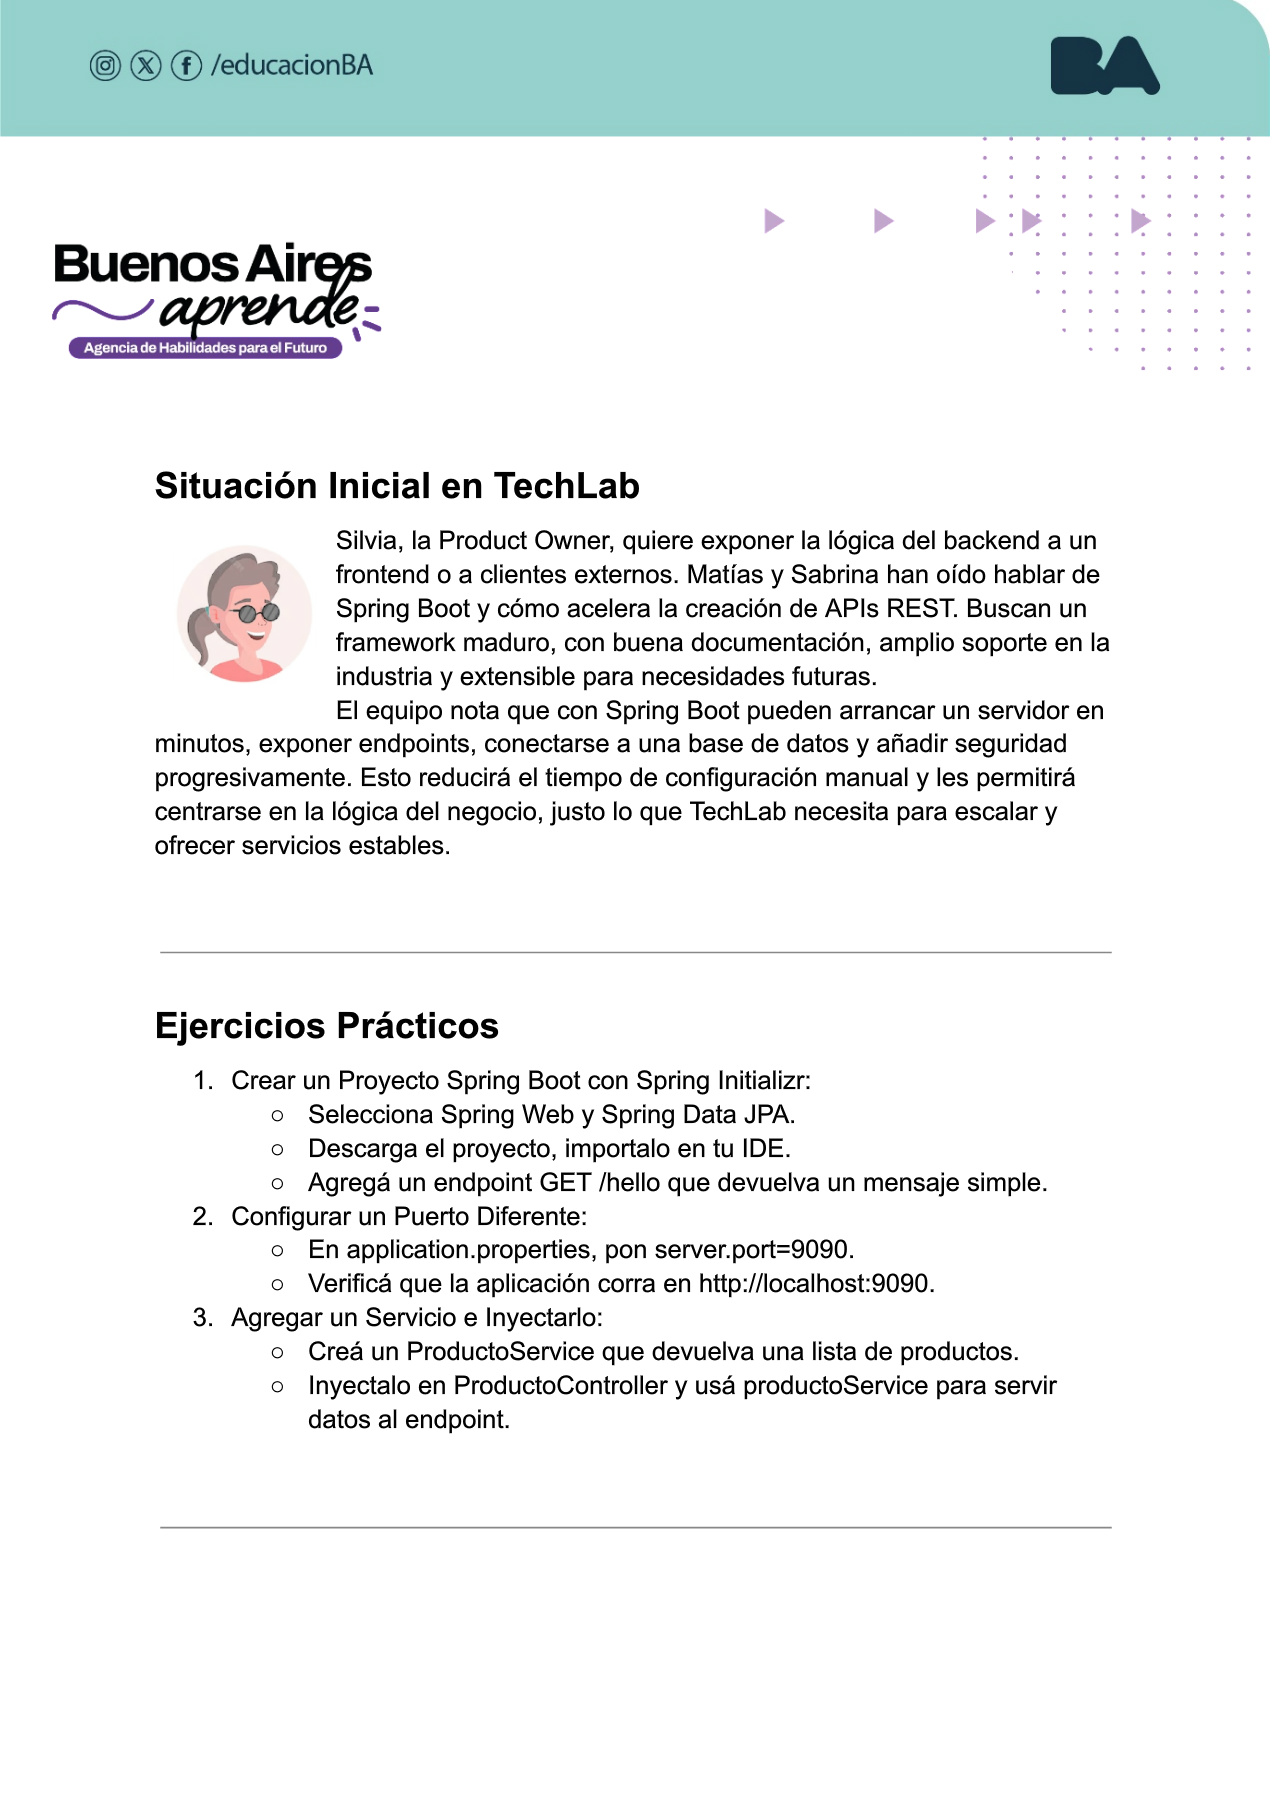 /educacionBA
BA
Buenos Aires
aprende
Agencia de Habilidades para el Futuro
Situación Inicial en TechLab
Silvia, la Product Owner, quiere exponer la lógica del backend a un
frontend o a clientes externos. Matías y Sabrina han oído hablar de
Spring Boot y cómo acelera la creación de APIs REST. Buscan un
framework maduro, con buena documentación, amplio soporte en la
industria y extensible para necesidades futuras.
El equipo nota que con Spring Boot pueden arrancar un servidor en
minutos, exponer endpoints, conectarse a una base de datos y añadir seguridad
progresivamente. Esto reducirá el tiempo de configuración manual y les permitirá
centrarse en la lógica del negocio, justo lo que TechLab necesita para escalar y
ofrecer servicios estables.
Ejercicios Prácticos
1. Crear un Proyecto Spring Boot con Spring Initializr:
○ Selecciona Spring Web y Spring Data JPA.
○ Descarga el proyecto, importalo en tu IDE.
○ Agregá un endpoint GET /hello que devuelva un mensaje simple.
2. Configurar un Puerto Diferente:
○ En application.properties, pon server.port=9090.
○ Verificá que la aplicación corra en http://localhost:9090.
3. Agregar un Servicio e Inyectarlo:
○ Creá un ProductoService que devuelva una lista de productos.
○ Inyectalo en ProductoController y usá productoService para servir
datos al endpoint.